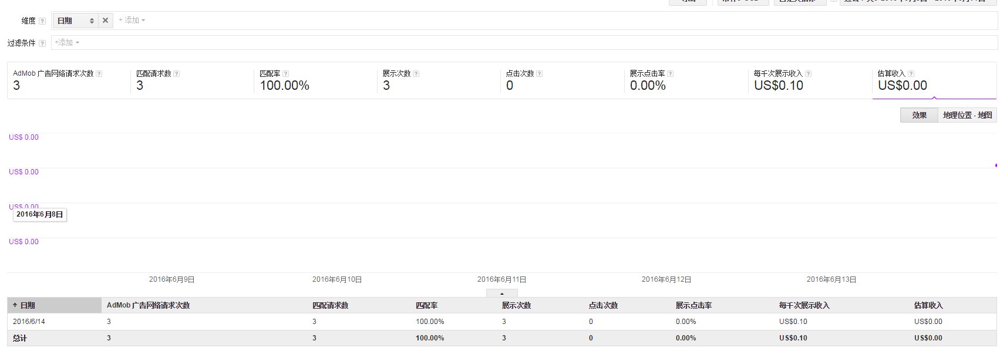 维度 ? 日期 + 添加
过滤条件 ? +添加
AdMob 广告网络请求次数 ? 匹配请求数 ? 匹配率 ? 展示次数 ? 点击次数 ? 展示点击率 ? 每千次展示收入 ? 估算收入 ?
3 3 100.00% 3 0 0.00% US$0.10 US$0.00
效果 地理位置 - 地图
US$ 0.00
US$ 0.00
US$ 0.00
2016年6月8日
US$ 0.00
2016年6月9日 2016年6月10日 2016年6月11日 2016年6月12日 2016年6月13日
日期 AdMob 广告网络请求次数 匹配请求数 匹配率 展示次数 点击次数 展示点击率 每千次展示收入 估算收入
2016/6/14 3 3 100.00% 3 0 0.00% US$0.10 US$0.00
总计 3 3 100.00% 3 0 0.00% US$0.10 US$0.00